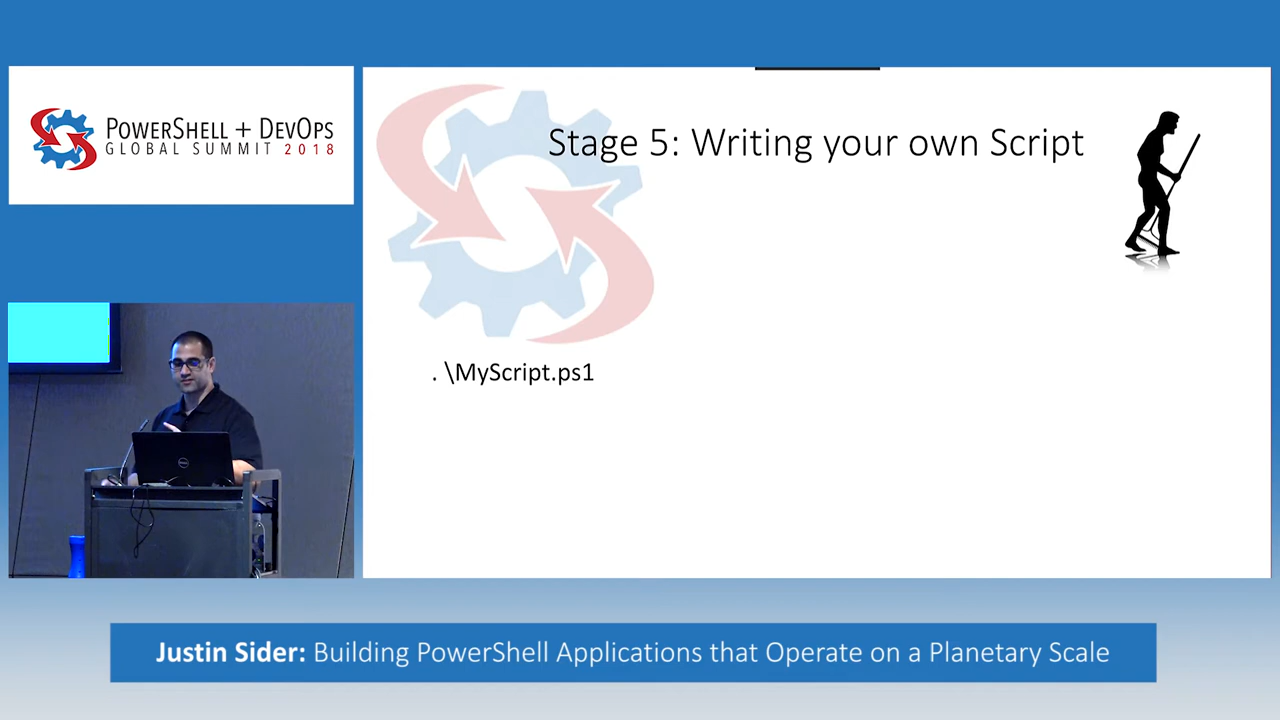 POWERSHELL + DEVOPS
GLOBAL SUMMIT 2018
Stage 5: Writing your own Script
. \MyScript.ps1
DELL
Justin Sider: Building PowerShell Applications that Operate on a Planetary Scale